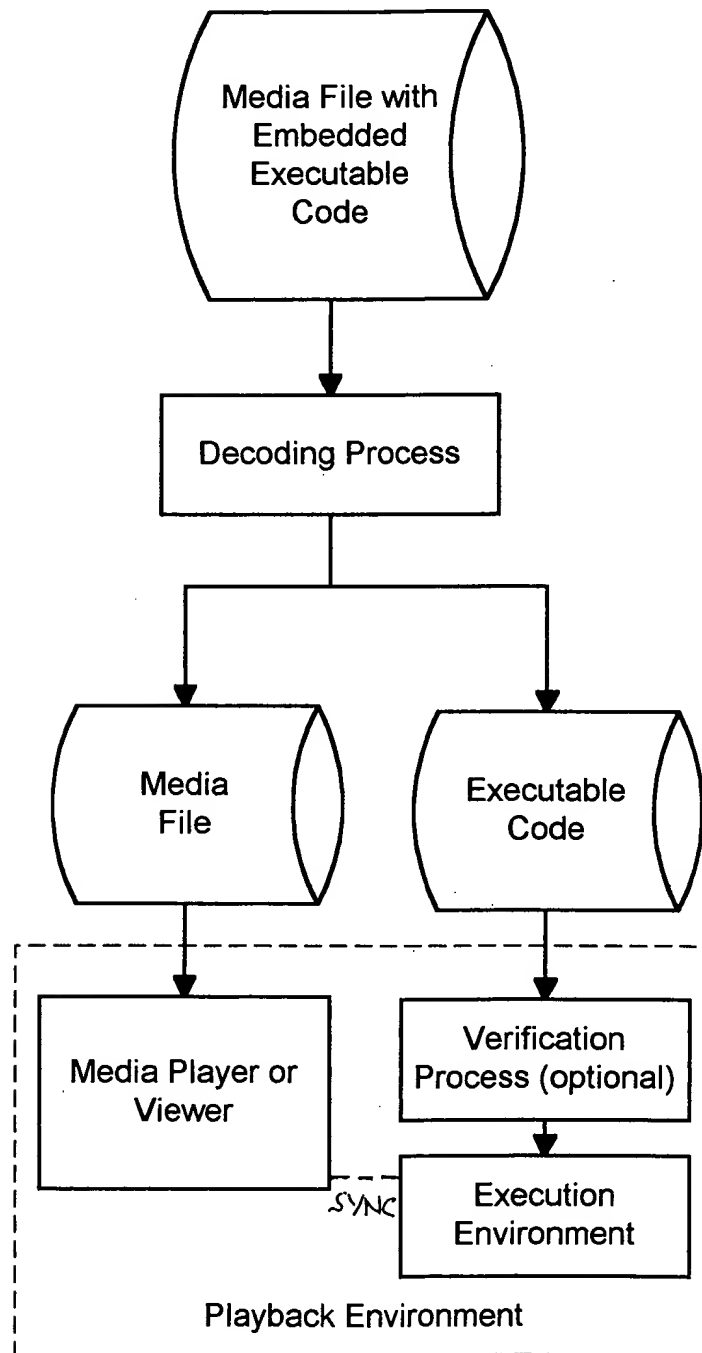 Media File with
Embedded
Executable
Code
Decoding Process
Media
File
Executable
Code
Media Player or
Viewer
Verification
Process (optional)
SYNC
Execution
Environment
Playback Environment